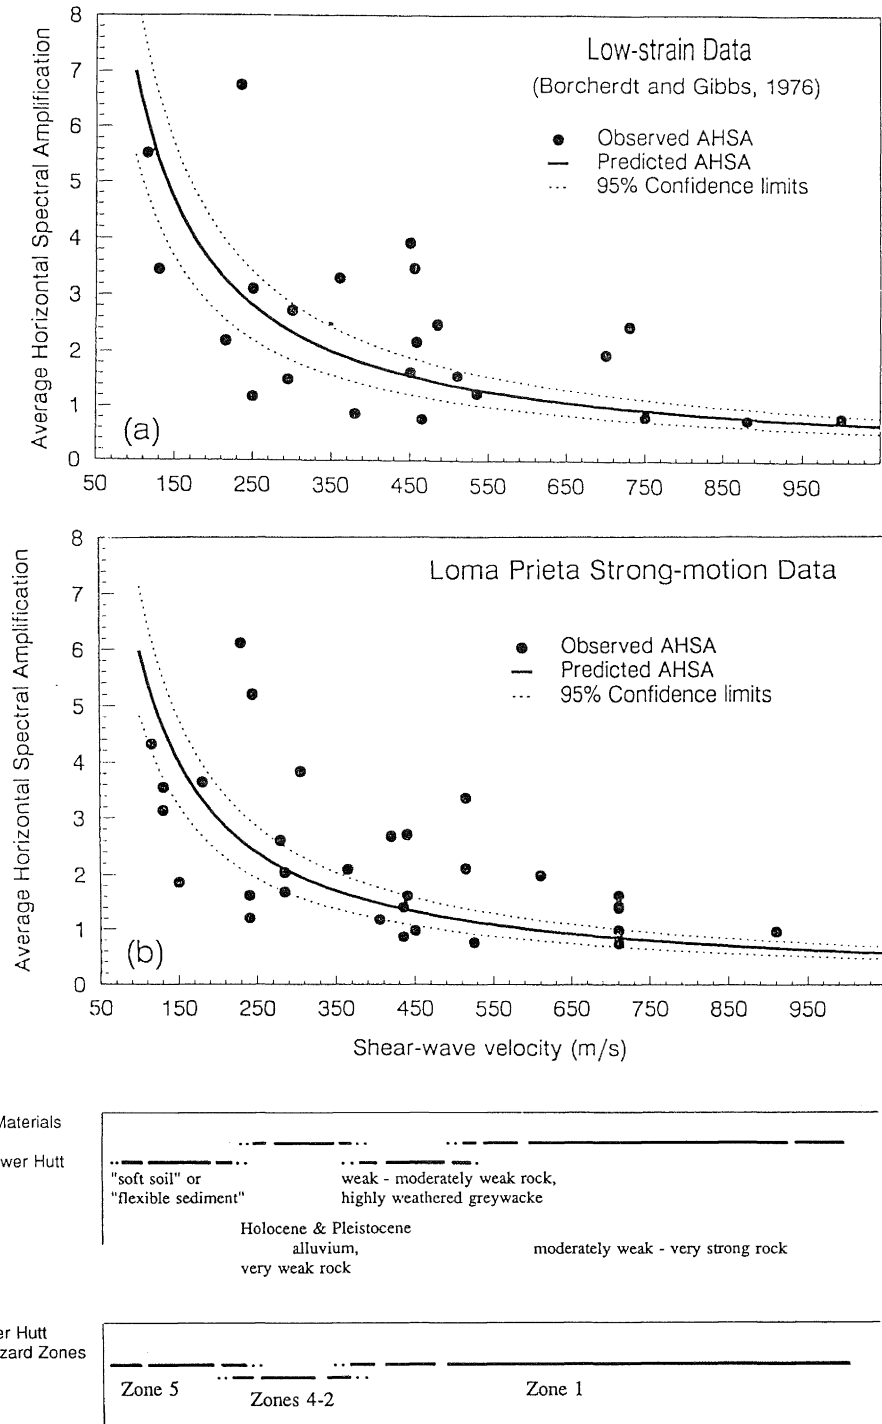 8
7
6
5
4
3
2
1
0
Average Horizontal Spectral Amplification
Low-strain Data
(Borcherdt and Gibbs, 1976)
Observed AHSA
Predicted AHSA
95% Confidence limits
(a)
50 150 250 350 450 550 650 750 850 950
8
7
6
5
4
3
2
1
0
Average Horizontal Spectral Amplification
Loma Prieta Strong-motion Data
Observed AHSA
Predicted AHSA
95% Confidence limits
(b)
50 150 250 350 450 550 650 750 850 950
Shear-wave velocity (m/s)
Materials
wer Hutt
"soft soil" or
"flexible sediment"
weak - moderately weak rock,
highly weathered greywacke
Holocene & Pleistocene
alluvium,
very weak rock
moderately weak - very strong rock
er Hutt
zard Zones
Zone 5
Zones 4-2
Zone 1